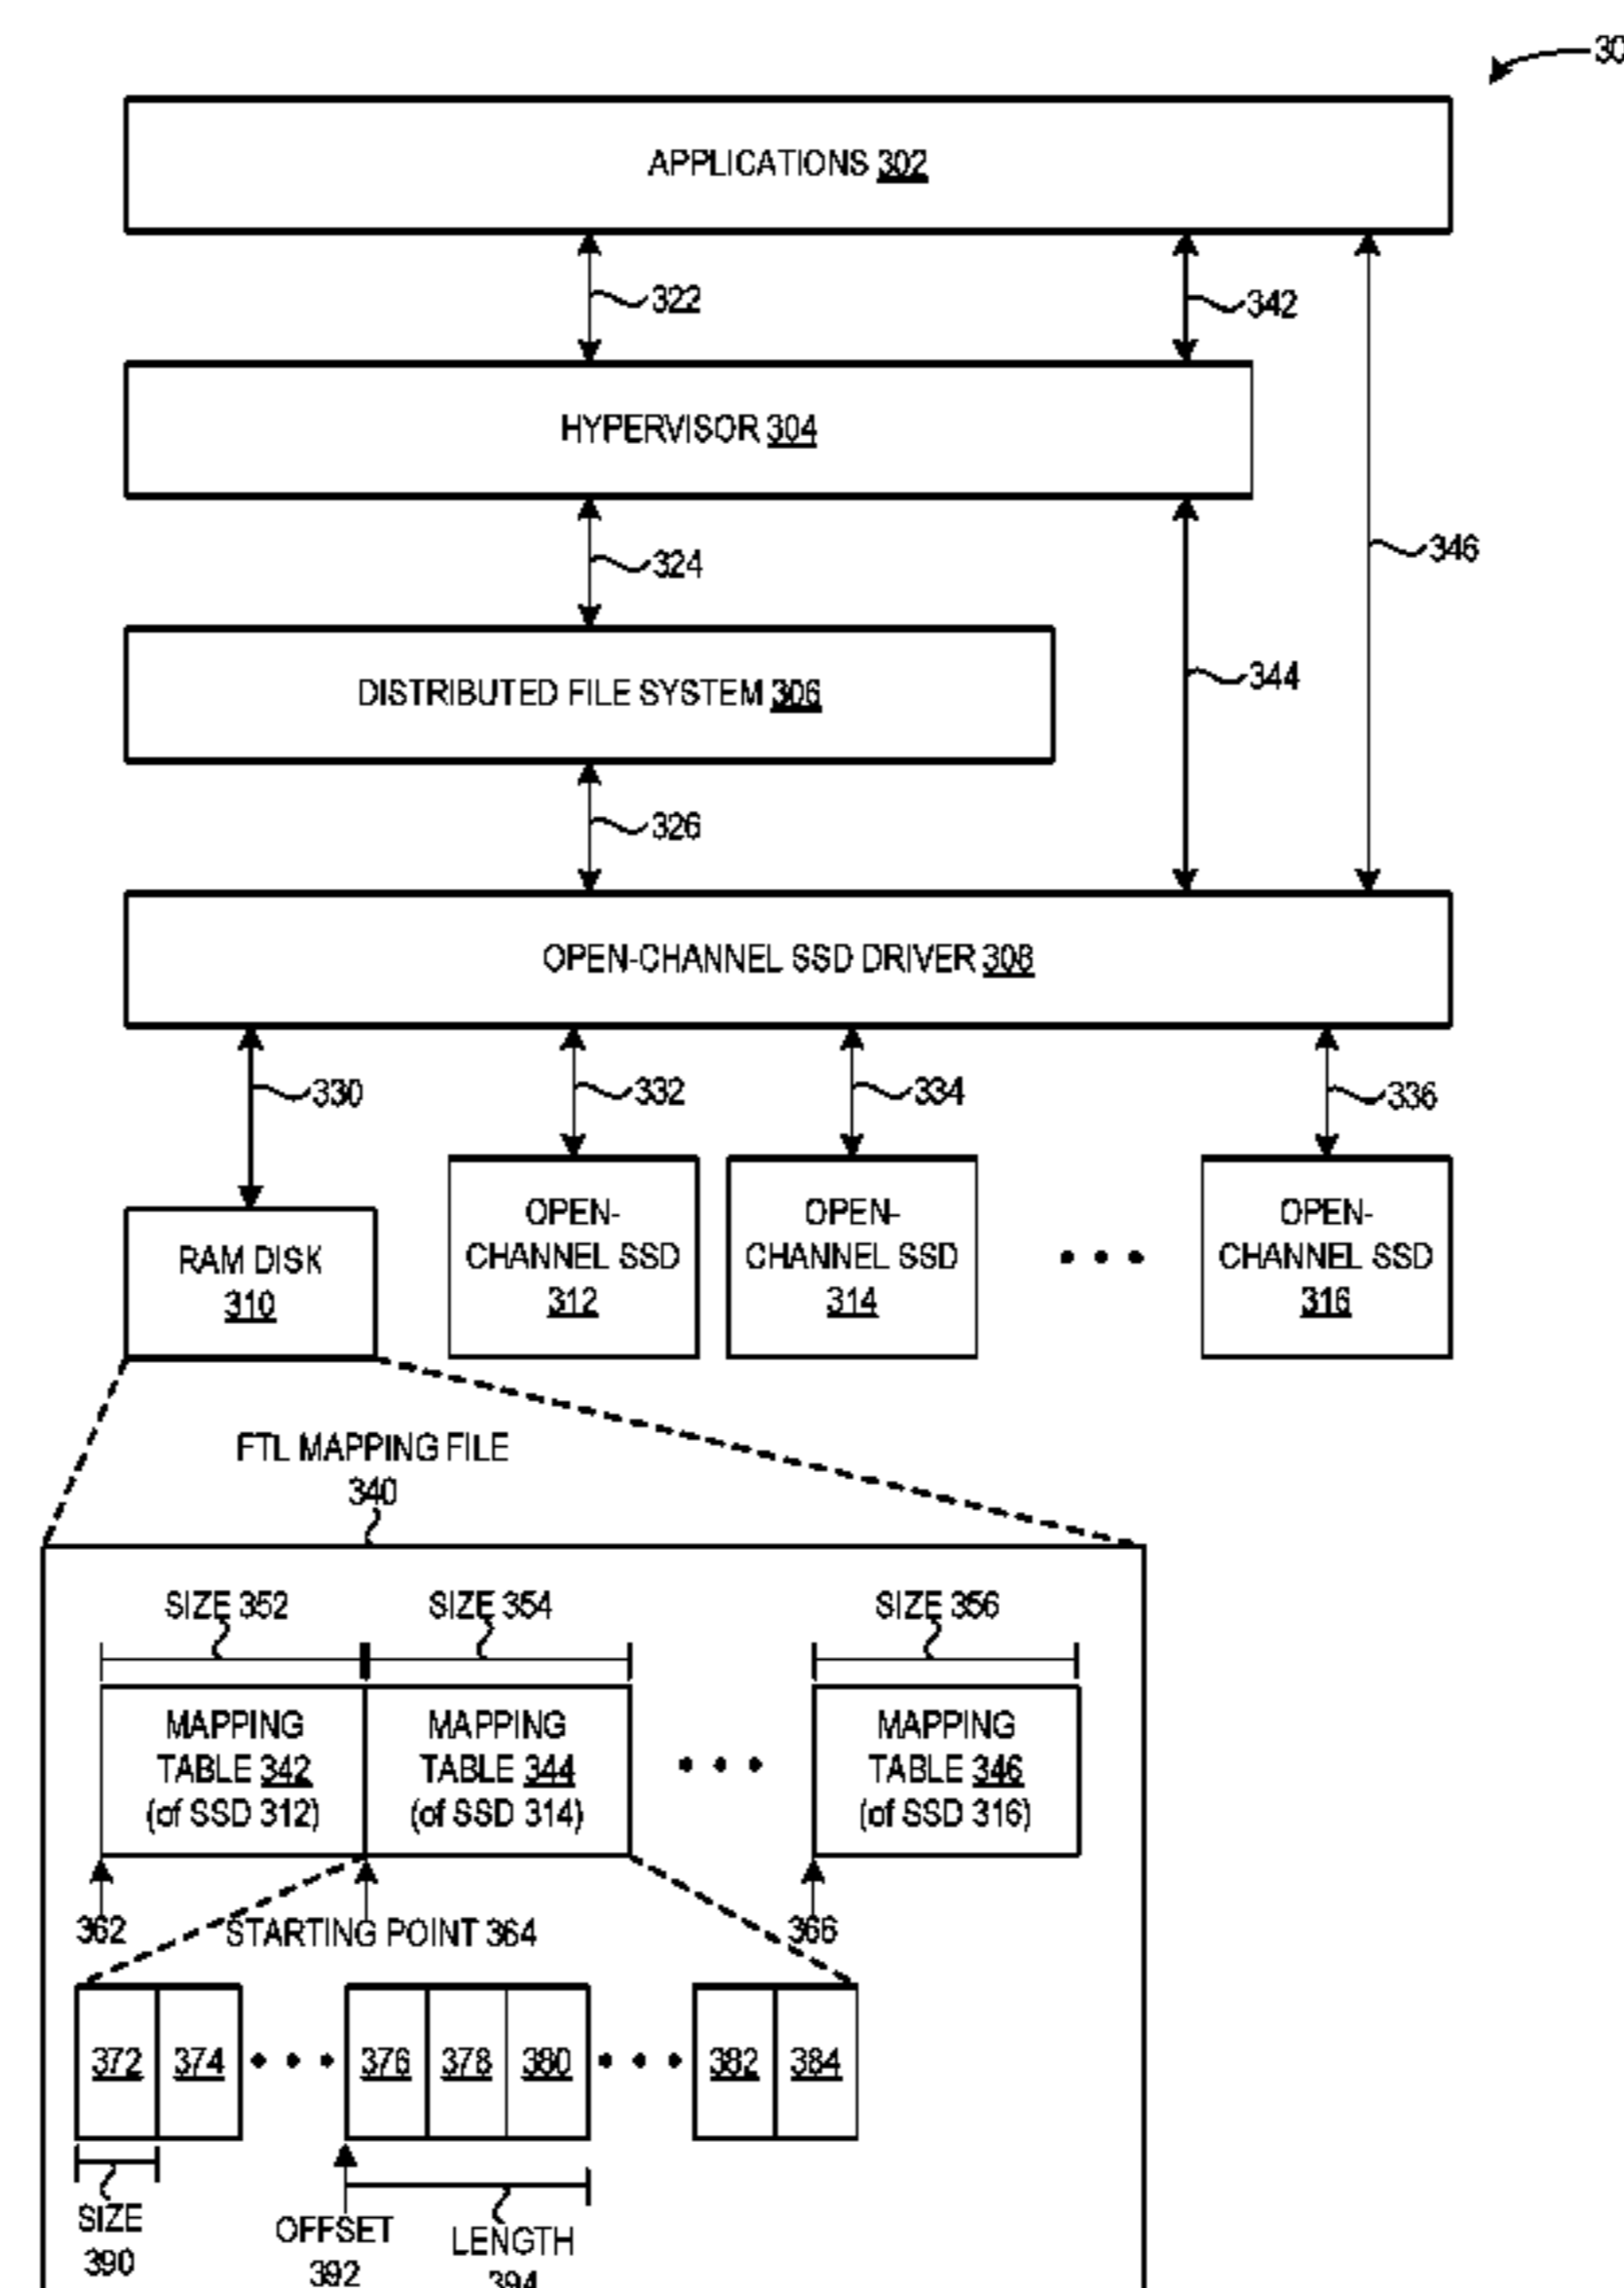 30
APPLICATIONS 302
322
342
HYPERVISOR 304
324
346
DISTRIBUTED FILE SYSTEM 306
344
326
OPEN-CHANNEL SSD DRIVER 308
330
332
334
336
RAM DISK
310
OPEN-
CHANNEL SSD
312
OPEN-
CHANNEL SSD
314
OPEN-
CHANNEL SSD
316
FTL MAPPING FILE
340
SIZE 352
SIZE 354
SIZE 356
MAPPING
TABLE 342
(of SSD 312)
MAPPING
TABLE 344
(of SSD 314)
MAPPING
TABLE 346
(of SSD 316)
362
STARTING POINT 364
366
372
374
376
378
380
382
384
SIZE
390
OFFSET
392
LENGTH
394